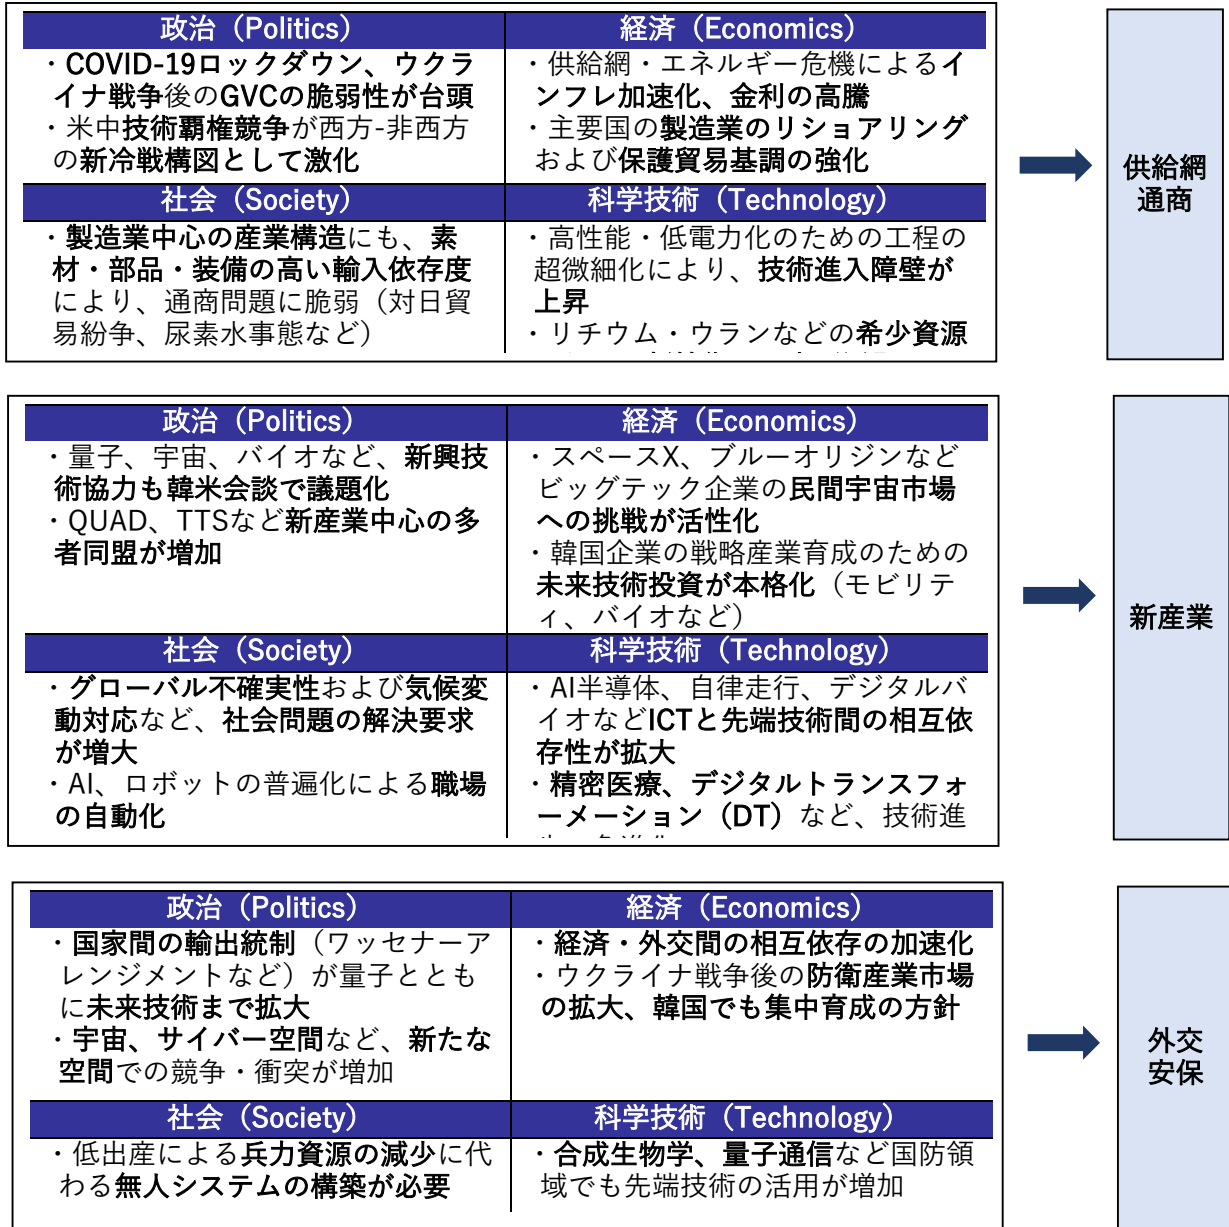 政治（Politics）
・COVID-19ロックダウン、ウクラ
イナ戦争後のGVCの脆弱性が台頭
・米中技術覇権競争が西方-非西方
の新冷戦構図として激化
経済（Economics）
・供給網・エネルギー危機によるイ
ンフレ加速化、金利の高騰
・主要国の製造業のリショアリング
および保護貿易基調の強化
社会（Society）
・製造業中心の産業構造にも、素
材・部品・装備の高い輸入依存度
により、通商問題に脆弱（対日貿
易紛争、尿素水事態など）
科学技術（Technology）
・高性能・低電力化のための工程の
超微細化により、技術進入障壁が
上昇
・リチウム・ウランなどの希少資源
供給網
通商
政治（Politics）
・量子、宇宙、バイオなど、新興技
術協力も韓米会談で議題化
・QUAD、TTSなど新産業中心の多
者同盟が増加
経済（Economics）
・スペースX、ブルーオリジンなど
ビッグテック企業の民間宇宙市場
への挑戦が活性化
・韓国企業の戦略産業育成のための
未来技術投資が本格化（モビリテ
ィ、バイオなど）
社会（Society）
・グローバル不確実性および気候変
動対応など、社会問題の解決要求
が増大
・AI、ロボットの普遍化による職場
の自動化
科学技術（Technology）
・AI半導体、自律走行、デジタルバ
イオなどICTと先端技術間の相互依
存性が拡大
・精密医療、デジタルトランスフォ
ーメーション（DT）など、技術進
新産業
政治（Politics）
・国家間の輸出統制（ワッセナーア
レンジメントなど）が量子ととも
に未来技術まで拡大
・宇宙、サイバー空間など、新たな
空間での競争・衝突が増加
経済（Economics）
・経済・外交間の相互依存の加速化
・ウクライナ戦争後の防衛産業市場
の拡大、韓国でも集中育成の方針
社会（Society）
・低出産による兵力資源の減少に代
わる無人システムの構築が必要
科学技術（Technology）
・合成生物学、量子通信など国防領
域でも先端技術の活用が増加
外交
安保